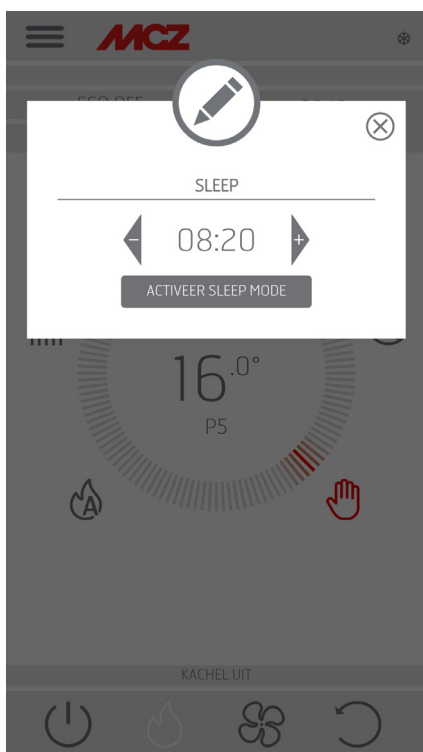 MCZ
SLEEP
- 08:20 +
ACTIVEER SLEEP MODE
16.0°
P5
A
KACHEL UIT